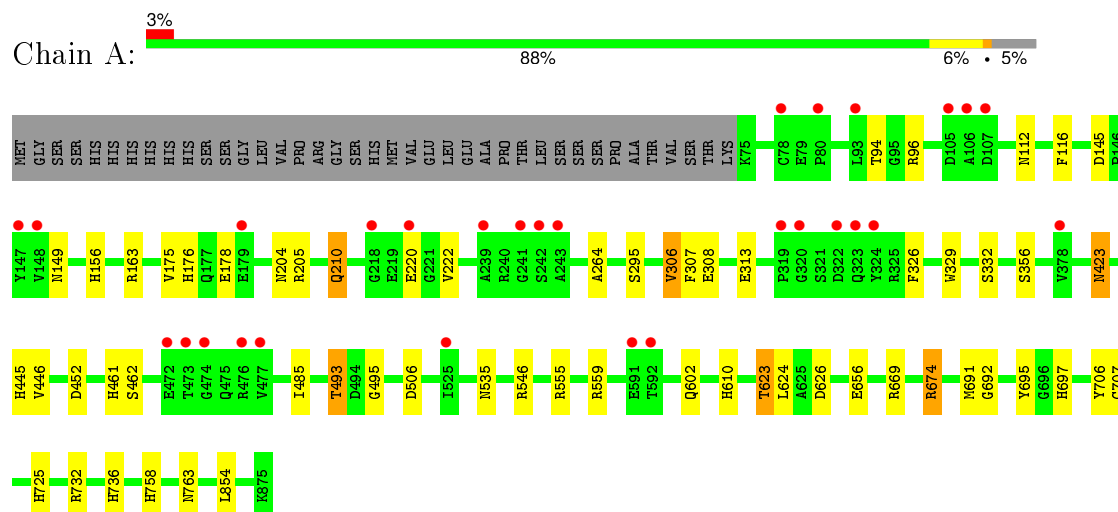 3%
Chain A:
88% 6% • 5%
MET GLY SER SER HIS HIS HIS HIS HIS HIS SER SER GLY LEU VAL PRO ARG GLY SER HIS MET VAL GLU LEU GLU ALA PRO THR LEU SER SER SER PRO ALA THR VAL SER THR LYS K75 C78 E79 P80 L93 T94 G95 R96 D105 A106 D107 N112 F116 D145
Y147 V148 N149 H156 R163 V175 H176 Q177 E178 E179 N204 R205 Q210 G218 E219 E220 G221 V222 A239 R240 G241 S242 A243 A264 S295 V306 F307 E308 E313 P319 G320 S321 D322 Q323 Y324 R325 F326 W329 S332 S356 V378 N423
H445 V446 D452 H461 S462 E472 T473 G474 Q475 R476 V477 I485 T493 D494 G495 D506 I525 N535 R546 R555 R559 E591 T592 Q602 H610 T623 L624 A625 D626 E656 R669 R674 M691 G692 Y695 G696 H697 Y706
H725 R732 H736 H758 N763 L854 K875